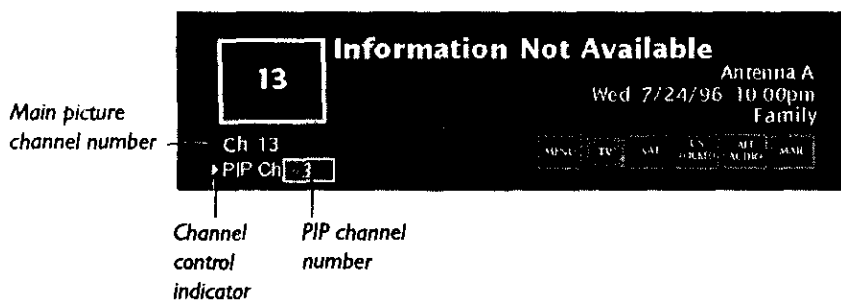 Information Not Available
13
Antenna A
Wed 7/24/96 10 00pm
Family
Main picture
channel number
Ch 13
MENU TV SAT ALT
AUDIO MAIL
PIP Ch
Channel
control
indicator
PIP channel
number